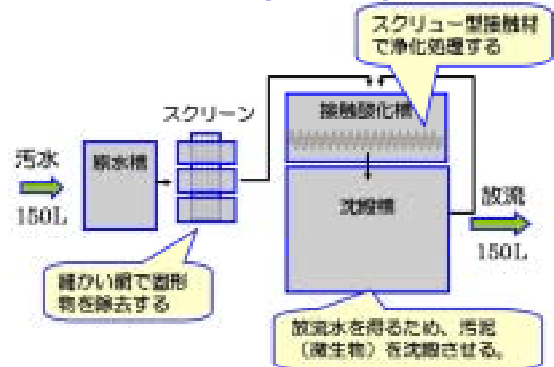 スクリュー型接触材
で浄化処理する
スクリーン
接触酸化槽
汚水
原水槽
150L
沈殿槽
放流
150L
細かい網で固形
物を除去する
放流水を得るため、汚泥
(微生物)を沈殿させる。